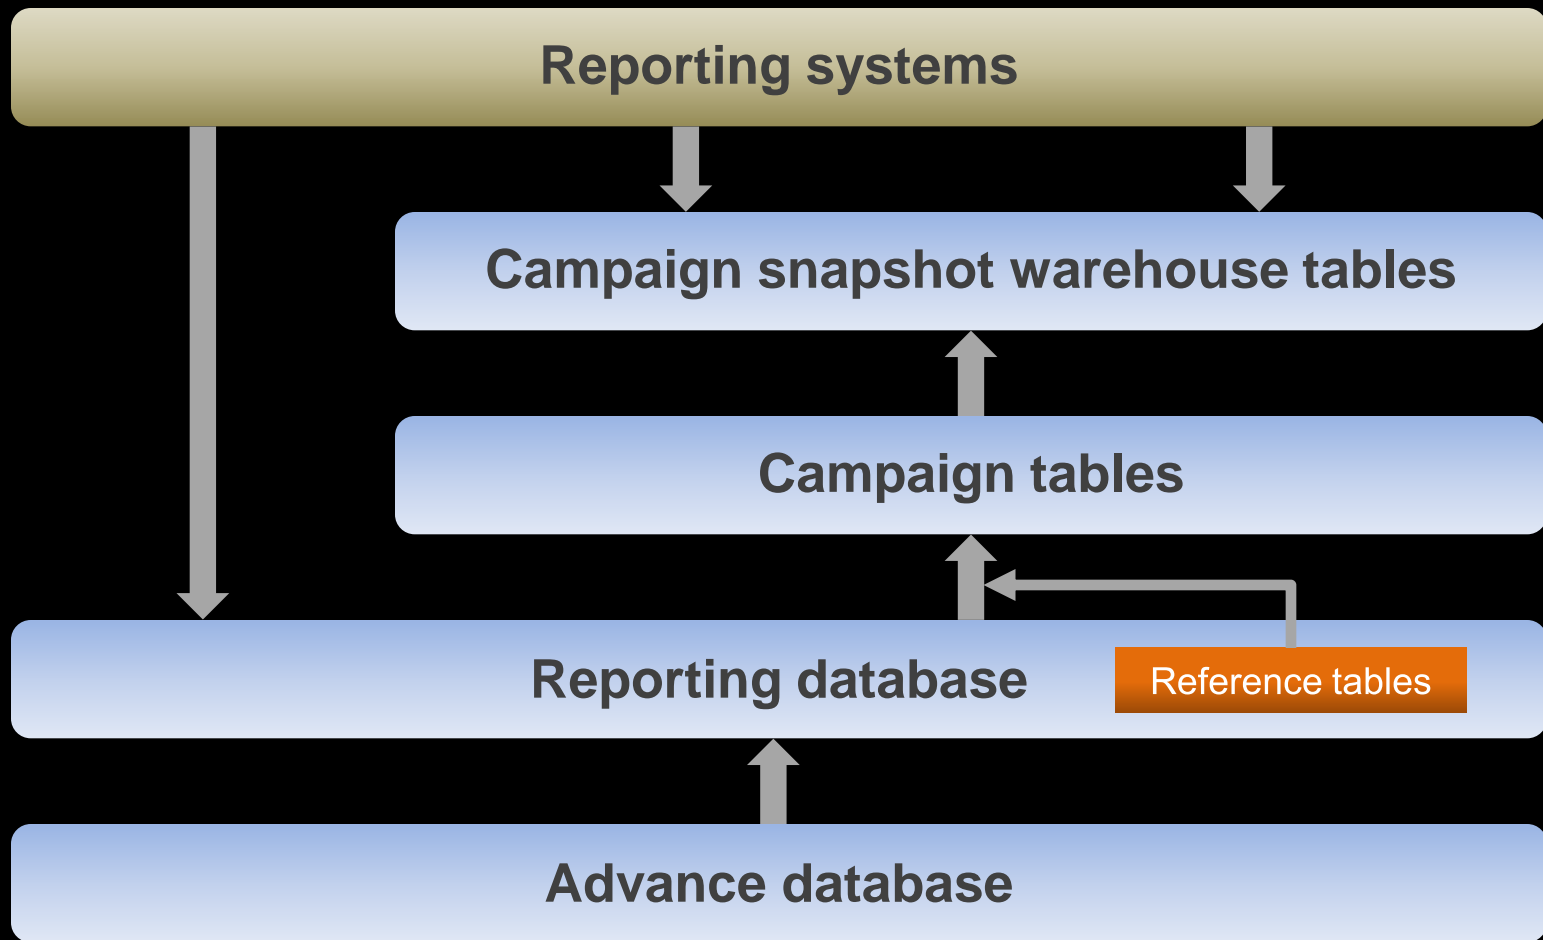 Reporting systems
Campaign snapshot warehouse tables
Campaign tables
Reporting database
Reference tables
Advance database